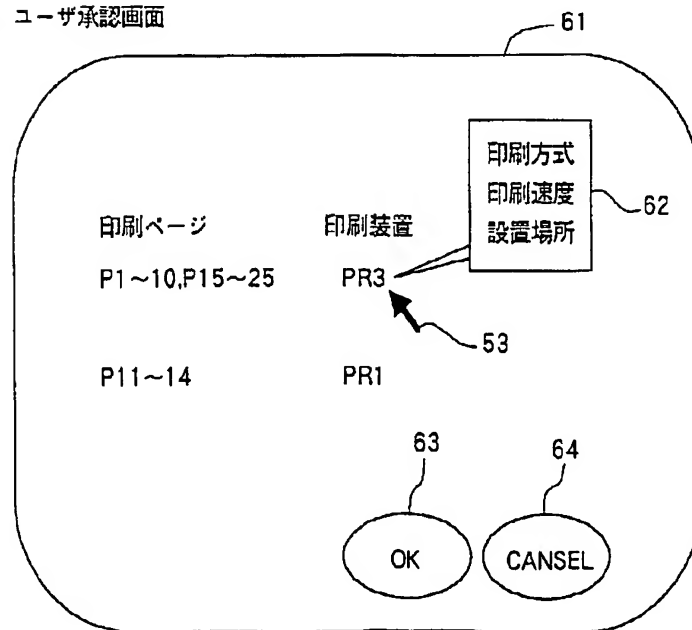 ユーザ承認画面
61
印刷方式
印刷速度
設置場所
62
印刷ページ 印刷装置
P1～10,P15～25 PR3
53
P11～14 PR1
63 64
OK CANSEL